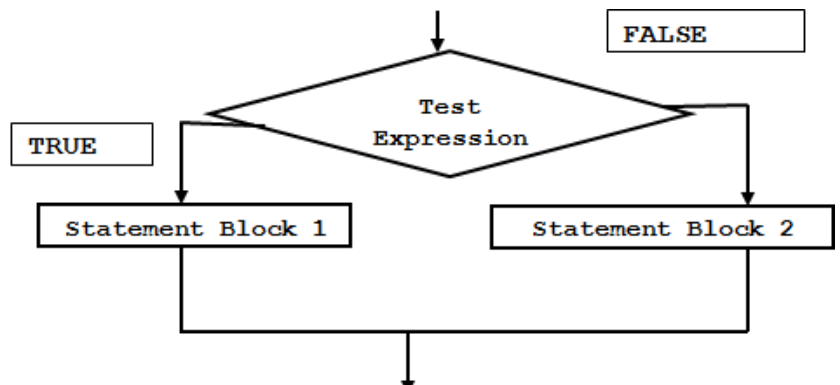 FALSE
Test
Expression
TRUE
Statement Block 1
Statement Block 2